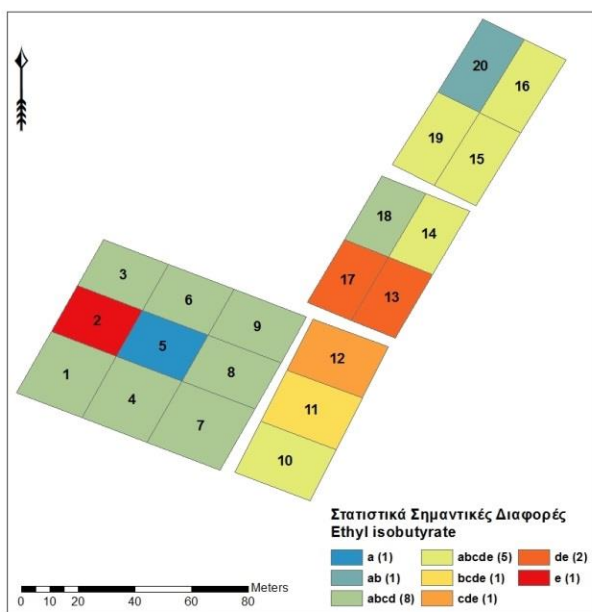 20
16
19
15
18
14
17
13
3
6
9
2
5
8
1
4
7
12
11
10
Στατιστικά Σημαντικές Διαφορές
Ethyl isobutyrate
a (1)
ab (1)
abcd (8)
abcde (5)
bcde (1)
cde (1)
de (2)
e (1)
Meters
0 5 10 20 40 60 80